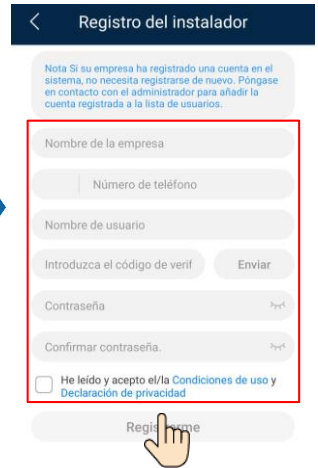 Registro del instalador
Nota Si su empresa ha registrado una cuenta en el
sistema, no necesita registrarse de nuevo. Póngase
en contacto con el administrador para añadir la
cuenta registrada a la lista de usuarios.
Nombre de la empresa
Número de teléfono
Nombre de usuario
Introduzca el código de verif Enviar
Contraseña
Confirmar contraseña.
He leído y acepto el/la Condiciones de uso y
Declaración de privacidad